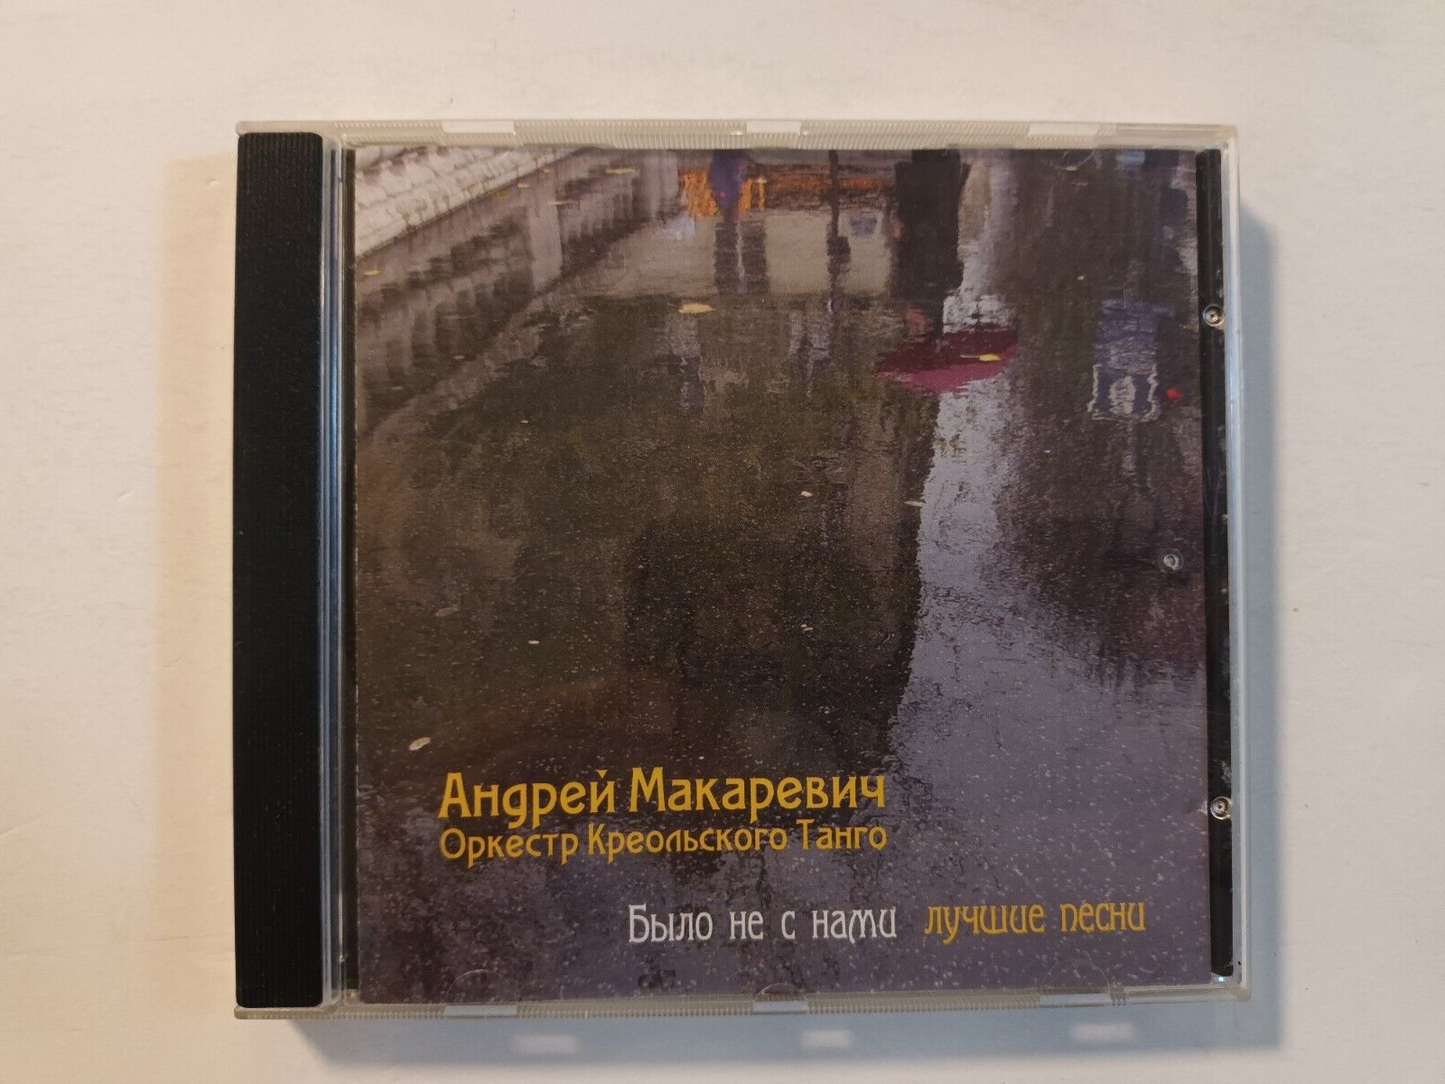 Андрей Макаревич
Оркестр Креольского Танго
Было не с нами лучшие песни